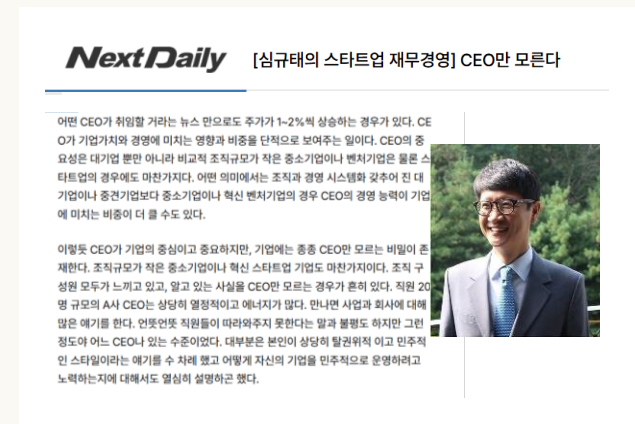 NextDaily
[심규태의 스타트업 재무경영] CEO만 모른다
어떤 CEO가 취임할 거라는 뉴스 만으로도 주가가 1~2%씩 상승하는 경우가 있다. CE
O가 기업가치와 경영에 미치는 영향과 비중을 단적으로 보여주는 일이다. CEO의 중
요성은 대기업 뿐만 아니라 비교적 조직규모가 작은 중소기업이나 벤처기업은 물론 스
타트업의 경우에도 마찬가지다. 어떤 의미에서는 조직과 경영 시스템화 갖추어 진 대
기업이나 중견기업보다 중소기업이나 혁신 벤처기업의 경우 CEO의 경영 능력이 기업
에 미치는 비중이 더 클 수도 있다.
이렇듯 CEO가 기업의 중심이고 중요하지만, 기업에는 종종 CEO만 모르는 비밀이 존
재한다. 조직규모가 작은 중소기업이나 혁신 스타트업 기업도 마찬가지이다. 조직 구
성원 모두가 느끼고 있고, 알고 있는 사실을 CEO만 모르는 경우가 흔히 있다. 직원 20
명 규모의 A사 CEO는 상당히 열정적이고 에너지가 많다. 만나면 사업과 회사에 대해
많은 얘기를 한다. 언뜻언뜻 직원들이 따라와주지 못한다는 말과 불평도 하지만 그런
정도야 어느 CEO나 있는 수준이었다. 대부분은 본인이 상당히 탈권위적 이고 민주적
인 스타일이라는 얘기를 수 차례 했고 어떻게 자신의 기업을 민주적으로 운영하려고
노력하는지에 대해서도 열심히 설명하곤 했다.